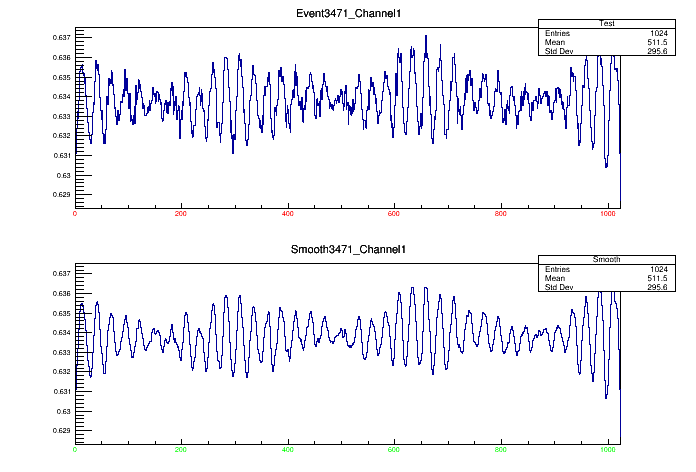 Event3471_Channel1
Test
Entries 1024
Mean 511.5
Std Dev 295.6
0.637
0.636
0.635
0.634
0.633
0.632
0.631
0.63
0.629
0 200 400 600 800 1000
Smooth3471_Channel1
Smooth
Entries 1024
Mean 511.5
Std Dev 295.6
0.637
0.636
0.635
0.634
0.633
0.632
0.631
0.63
0.629
0 200 400 600 800 1000